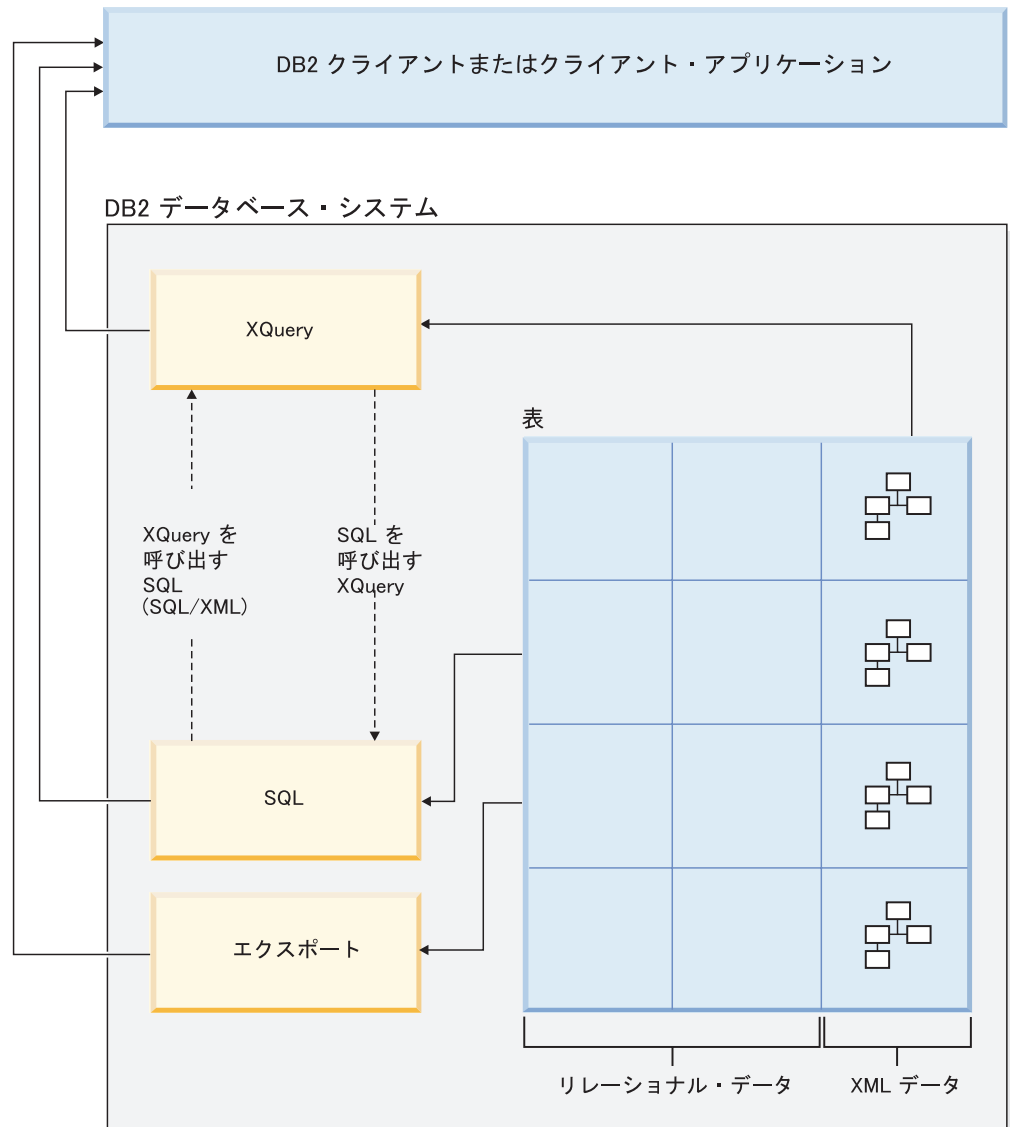 DB2 クライアントまたはクライアント・アプリケーション
DB2 データベース・システム
XQuery
表
XQuery を
呼び出す
SQL
(SQL/XML)
SQL を
呼び出す
XQuery
SQL
エクスポート
リレーショナル・データ
XML データ